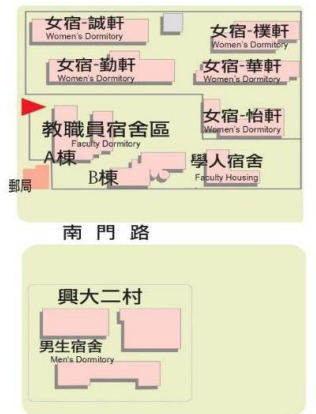 女宿-誠軒
Women's Dormitory
女宿-樸軒
Women's Dormitory
女宿-勤軒
Women's Dormitory
女宿-華軒
Women's Dormitory
女宿-怡軒
Women's Dormitory
教職員宿舍區
Faculty Dormitory
A棟
B棟
學人宿舍
Faculty Housing
郵局
南門路
興大二村
男生宿舍
Men's Dormitory